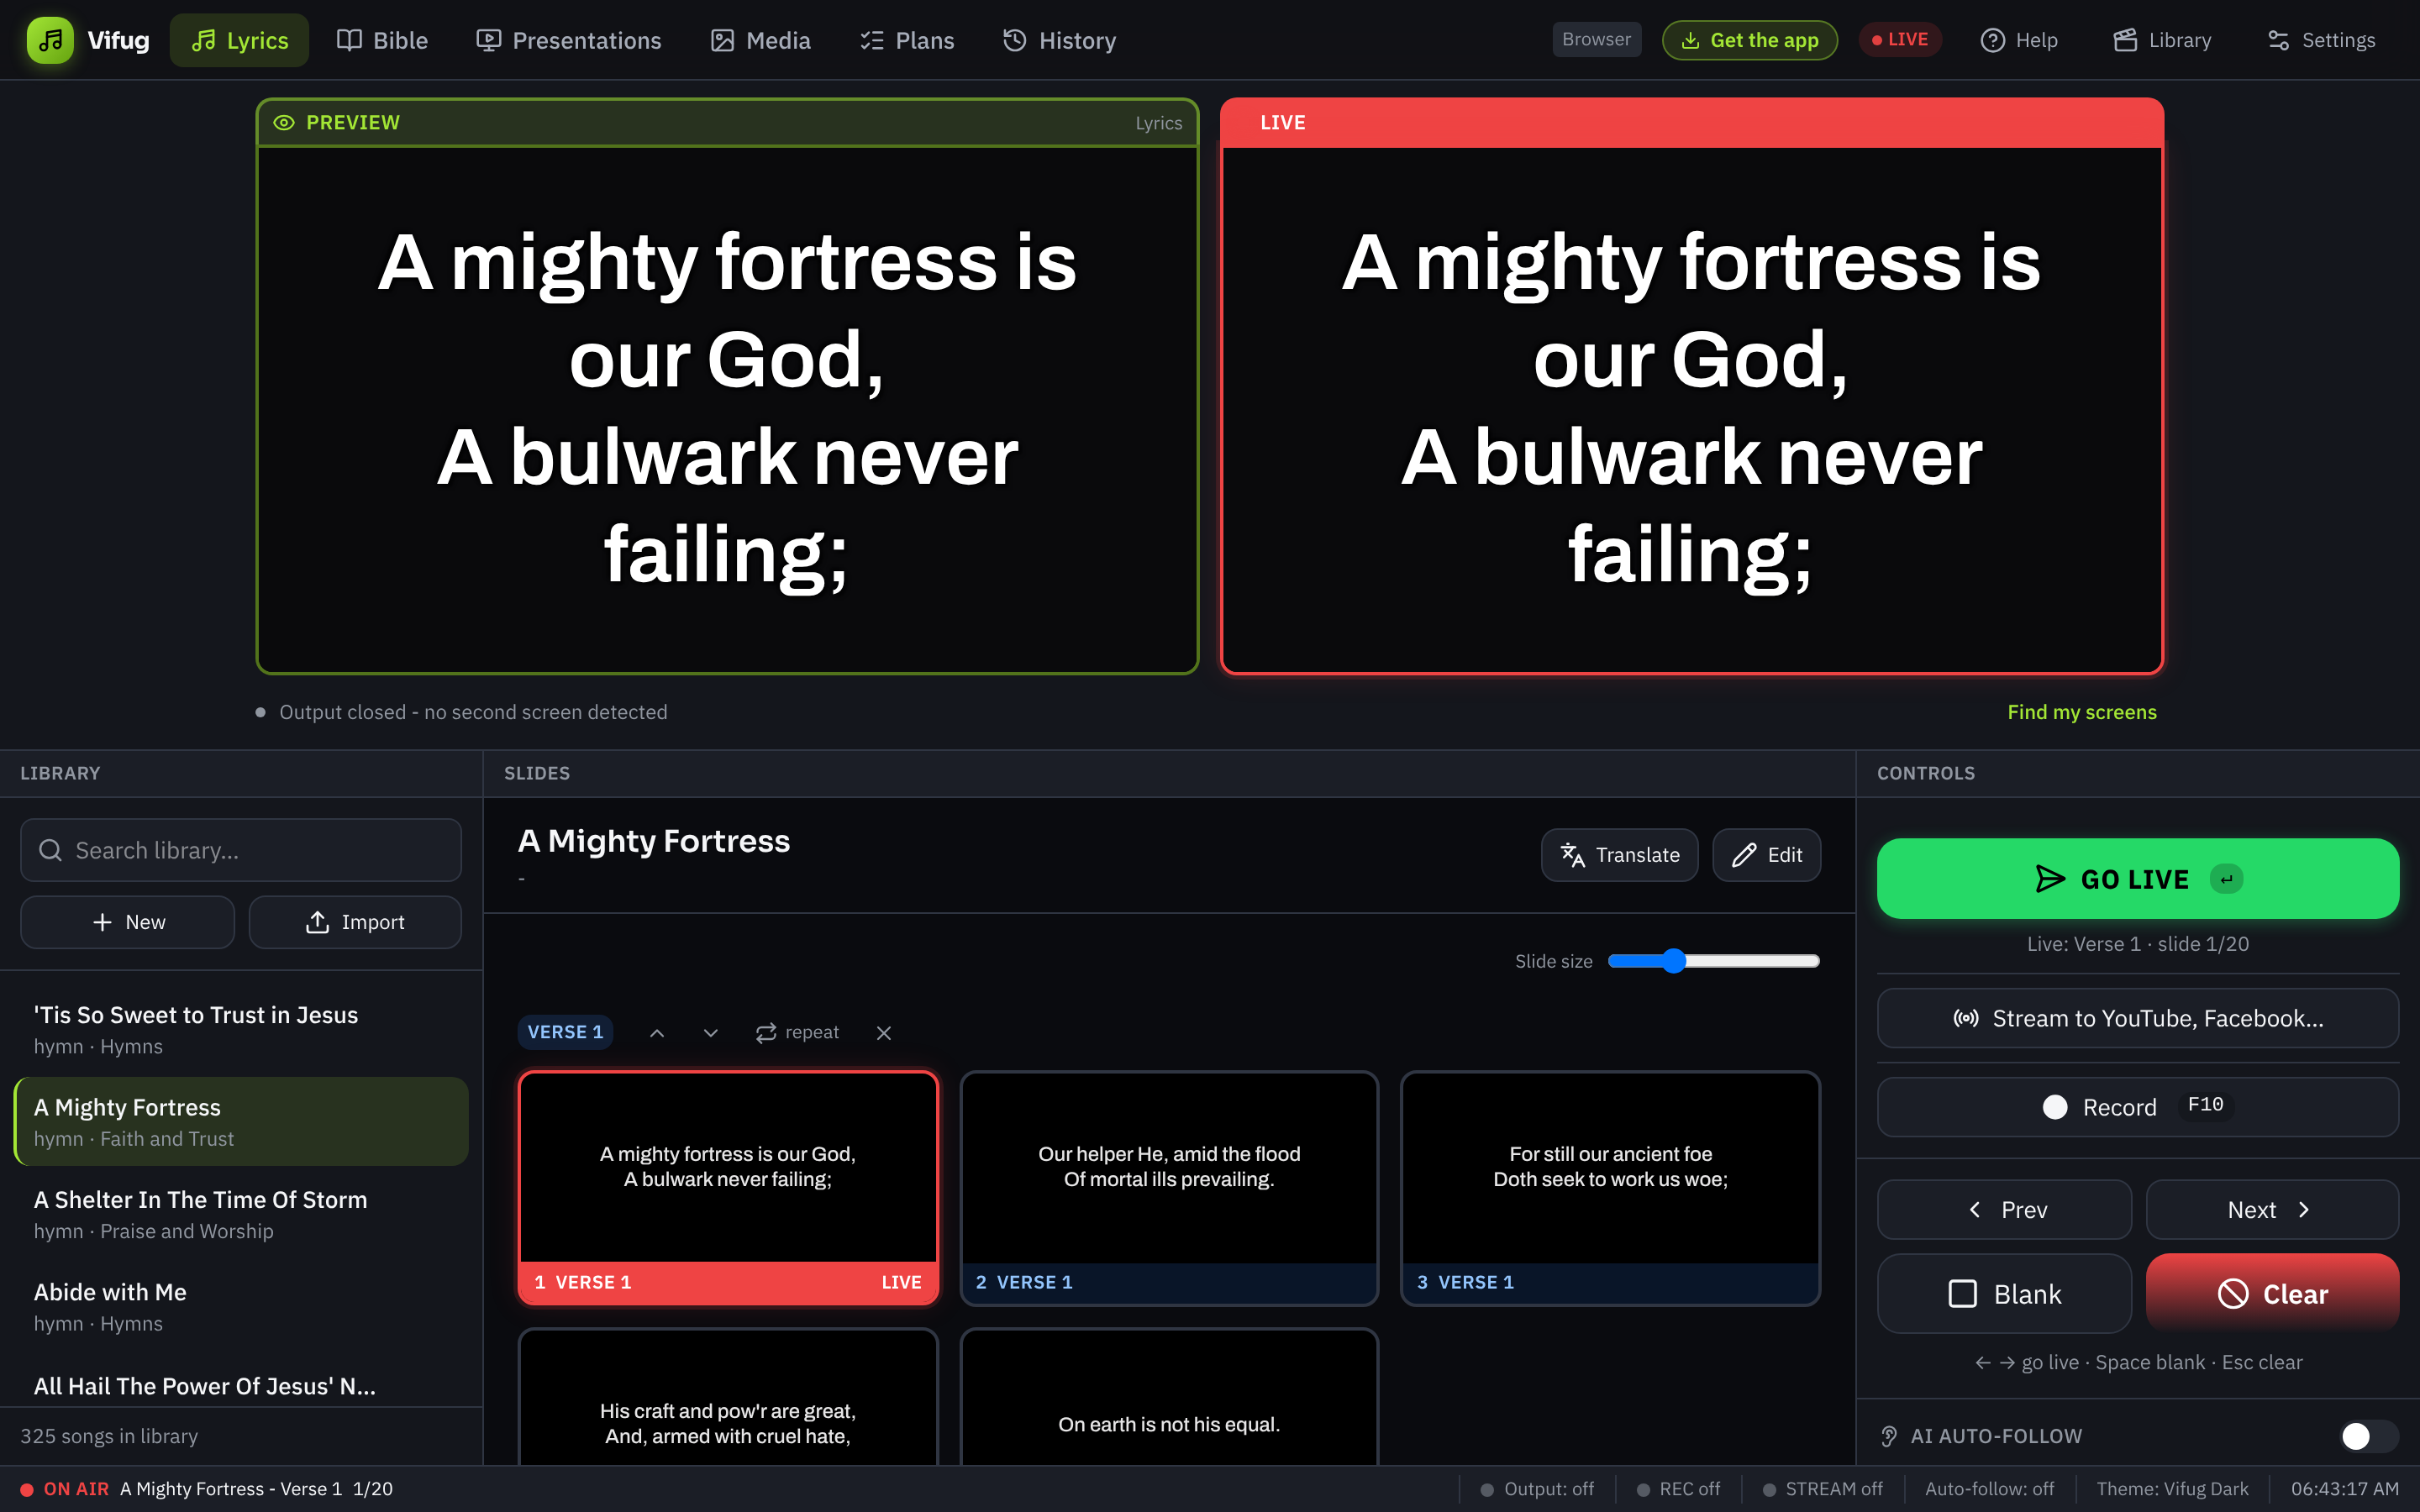 Vifug
Lyrics
Bible
Presentations
Media
Plans
History
Browser
Get the app
LIVE
Help
Library
Settings
PREVIEW
Lyrics
A mighty fortress is
our God,
A bulwark never
failing;
LIVE
A mighty fortress is
our God,
A bulwark never
failing;
Output closed - no second screen detected
Find my screens
LIBRARY
Search library...
New
Import
'Tis So Sweet to Trust in Jesus
hymn · Hymns
A Mighty Fortress
hymn · Faith and Trust
A Shelter In The Time Of Storm
hymn · Praise and Worship
Abide with Me
hymn · Hymns
All Hail The Power Of Jesus' N...
325 songs in library
SLIDES
A Mighty Fortress
-
Translate
Edit
Slide size
VERSE 1
repeat
A mighty fortress is our God,
A bulwark never failing;
1 VERSE 1
LIVE
Our helper He, amid the flood
Of mortal ills prevailing.
2 VERSE 1
For still our ancient foe
Doth seek to work us woe;
3 VERSE 1
His craft and pow'r are great,
And, armed with cruel hate,
On earth is not his equal.
CONTROLS
GO LIVE ↵
Live: Verse 1 · slide 1/20
Stream to YouTube, Facebook...
Record F10
Prev
Next
Blank
Clear
← → go live · Space blank · Esc clear
AI AUTO-FOLLOW
ON AIR A Mighty Fortress - Verse 1 1/20
Output: off
REC off
STREAM off
Auto-follow: off
Theme: Vifug Dark
06:43:17 AM